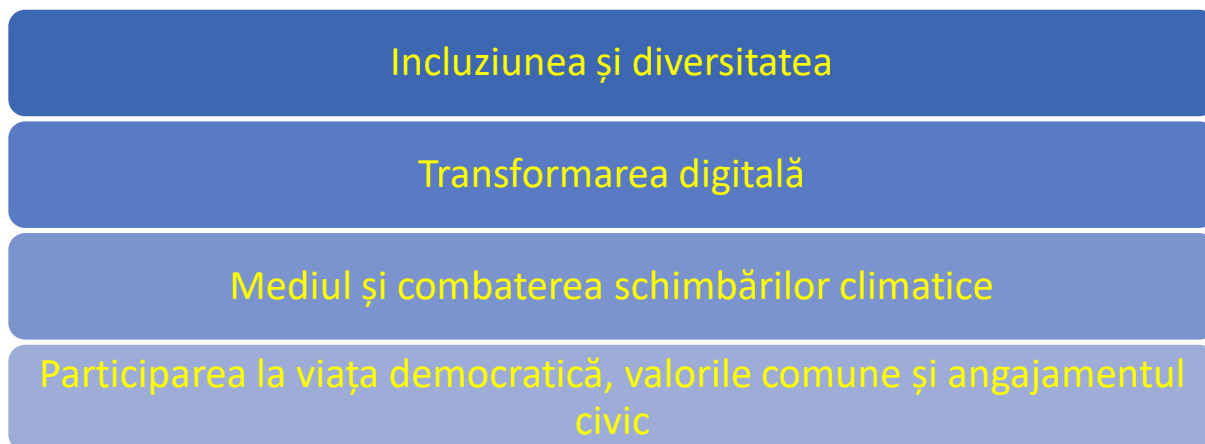 Incluziunea și diversitatea
Transformarea digitală
Mediul și combaterea schimbărilor climatice
Participarea la viața democratică, valorile comune și angajamentul
civic